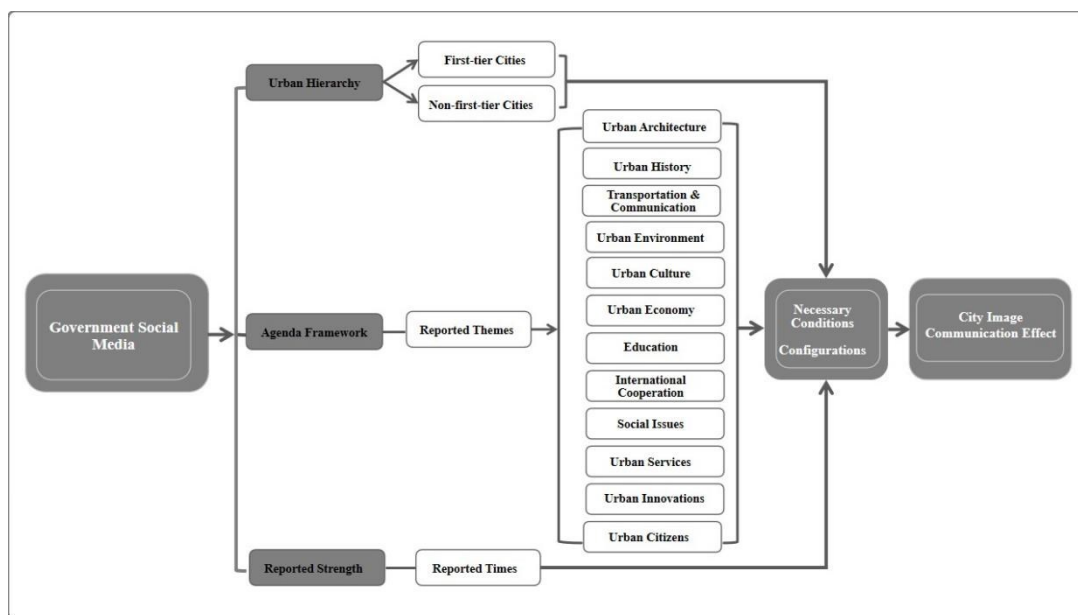 Government Social
Media
Urban Hierarchy
First-tier Cities
Non-first-tier Cities
Agenda Framework
Reported Themes
Urban Architecture
Urban History
Transportation &
Communication
Urban Environment
Urban Culture
Urban Economy
Education
International
Cooperation
Social Issues
Urban Services
Urban Innovations
Urban Citizens
Reported Strength
Reported Times
Necessary
Conditions
Configurations
City Image
Communication Effect